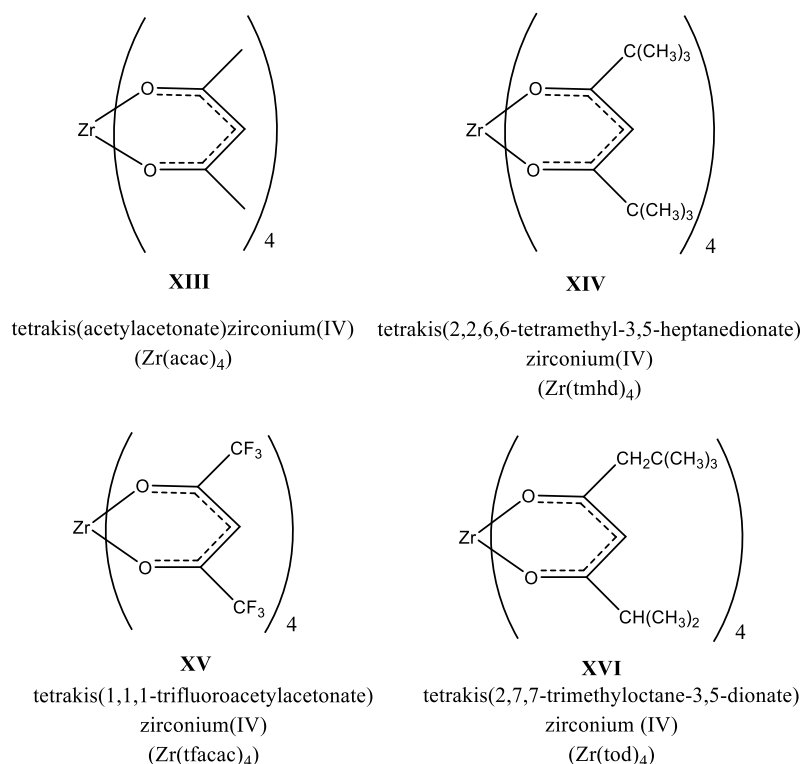 C(CH₃)₃
O
O
Zr
Zr
O
O
C(CH₃)₃
4
4
XIII
XIV
tetrakis(acetylacetonate)zirconium(IV)
(Zr(acac)₄)
tetrakis(2,2,6,6-tetramethyl-3,5-heptanedionate)
zirconium(IV)
(Zr(tmhd)₄)
CF₃
CH₂C(CH₃)₃
O
O
Zr
Zr
O
O
CF₃
CH(CH₃)₂
4
4
XV
XVI
tetrakis(1,1,1-trifluoroacetylacetonate)
zirconium(IV)
(Zr(tfacac)₄)
tetrakis(2,7,7-trimethyloctane-3,5-dionate)
zirconium (IV)
(Zr(tod)₄)